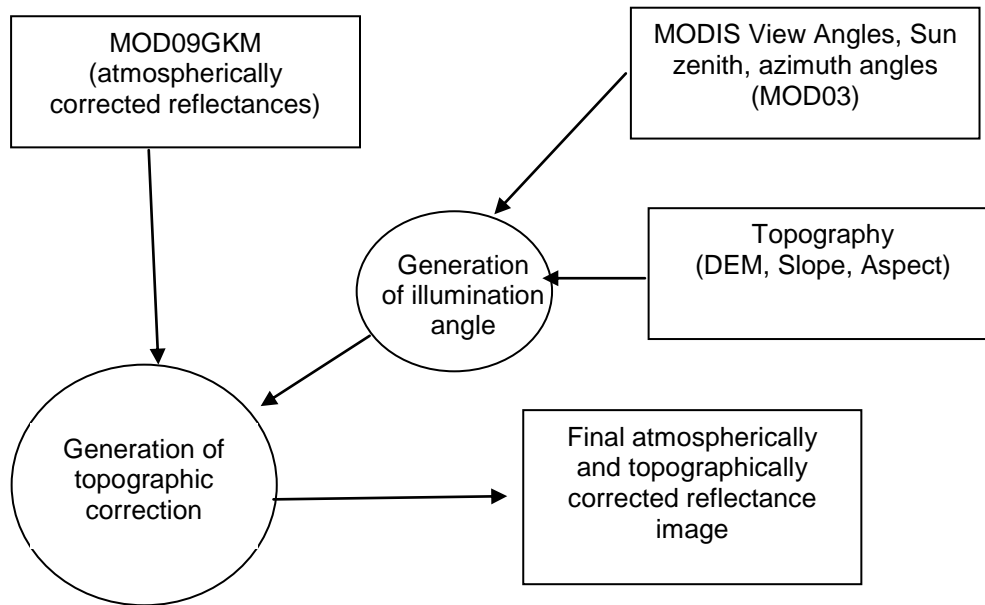 MOD09GKM
(atmospherically
corrected reflectances)
MODIS View Angles, Sun
zenith, azimuth angles
(MOD03)
Topography
(DEM, Slope, Aspect)
Generation
of illumination
angle
Generation of
topographic
correction
Final atmospherically
and topographically
corrected reflectance
image